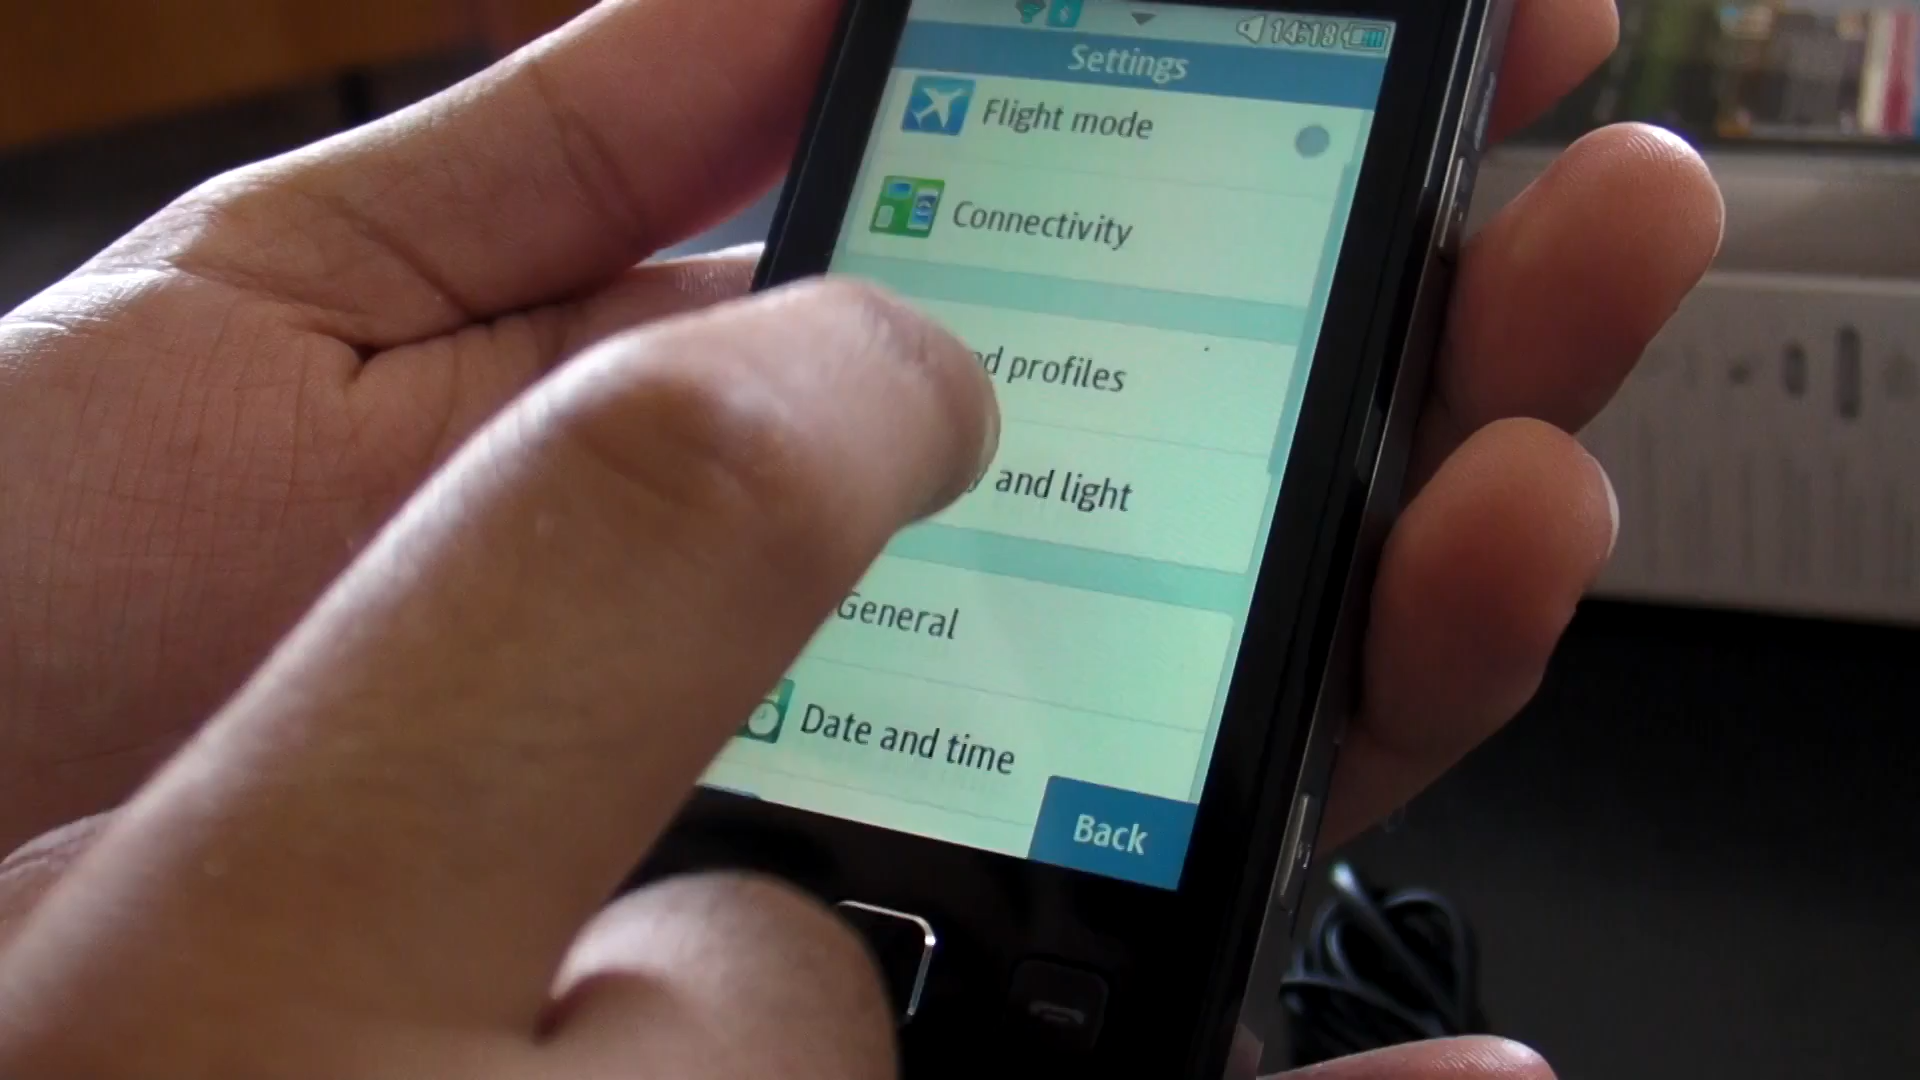 14:18
Settings
Flight mode
Connectivity
profiles
and light
General
Date and time
Back